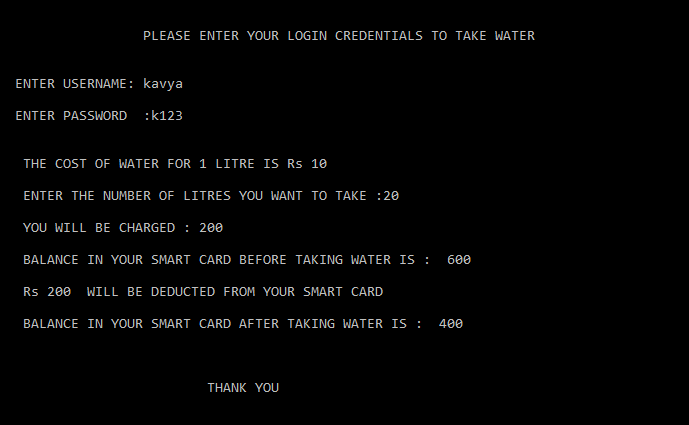 PLEASE ENTER YOUR LOGIN CREDENTIALS TO TAKE WATER
ENTER USERNAME: kavya
ENTER PASSWORD  :k123
THE COST OF WATER FOR 1 LITRE IS Rs 10
ENTER THE NUMBER OF LITRES YOU WANT TO TAKE :20
YOU WILL BE CHARGED : 200
BALANCE IN YOUR SMART CARD BEFORE TAKING WATER IS :  600
Rs 200  WILL BE DEDUCTED FROM YOUR SMART CARD
BALANCE IN YOUR SMART CARD AFTER TAKING WATER IS :  400
THANK YOU